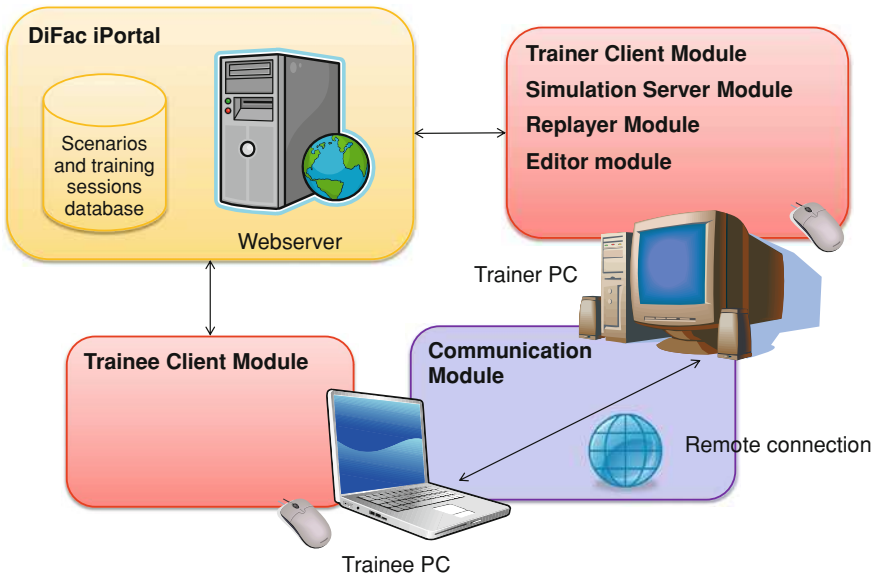 DiFac iPortal
Scenarios
and training
sessions
database
Webserver
Trainer Client Module
Simulation Server Module
Replayer Module
Editor module
Trainer PC
Trainee Client Module
Communication
Module
Remote connection
Trainee PC